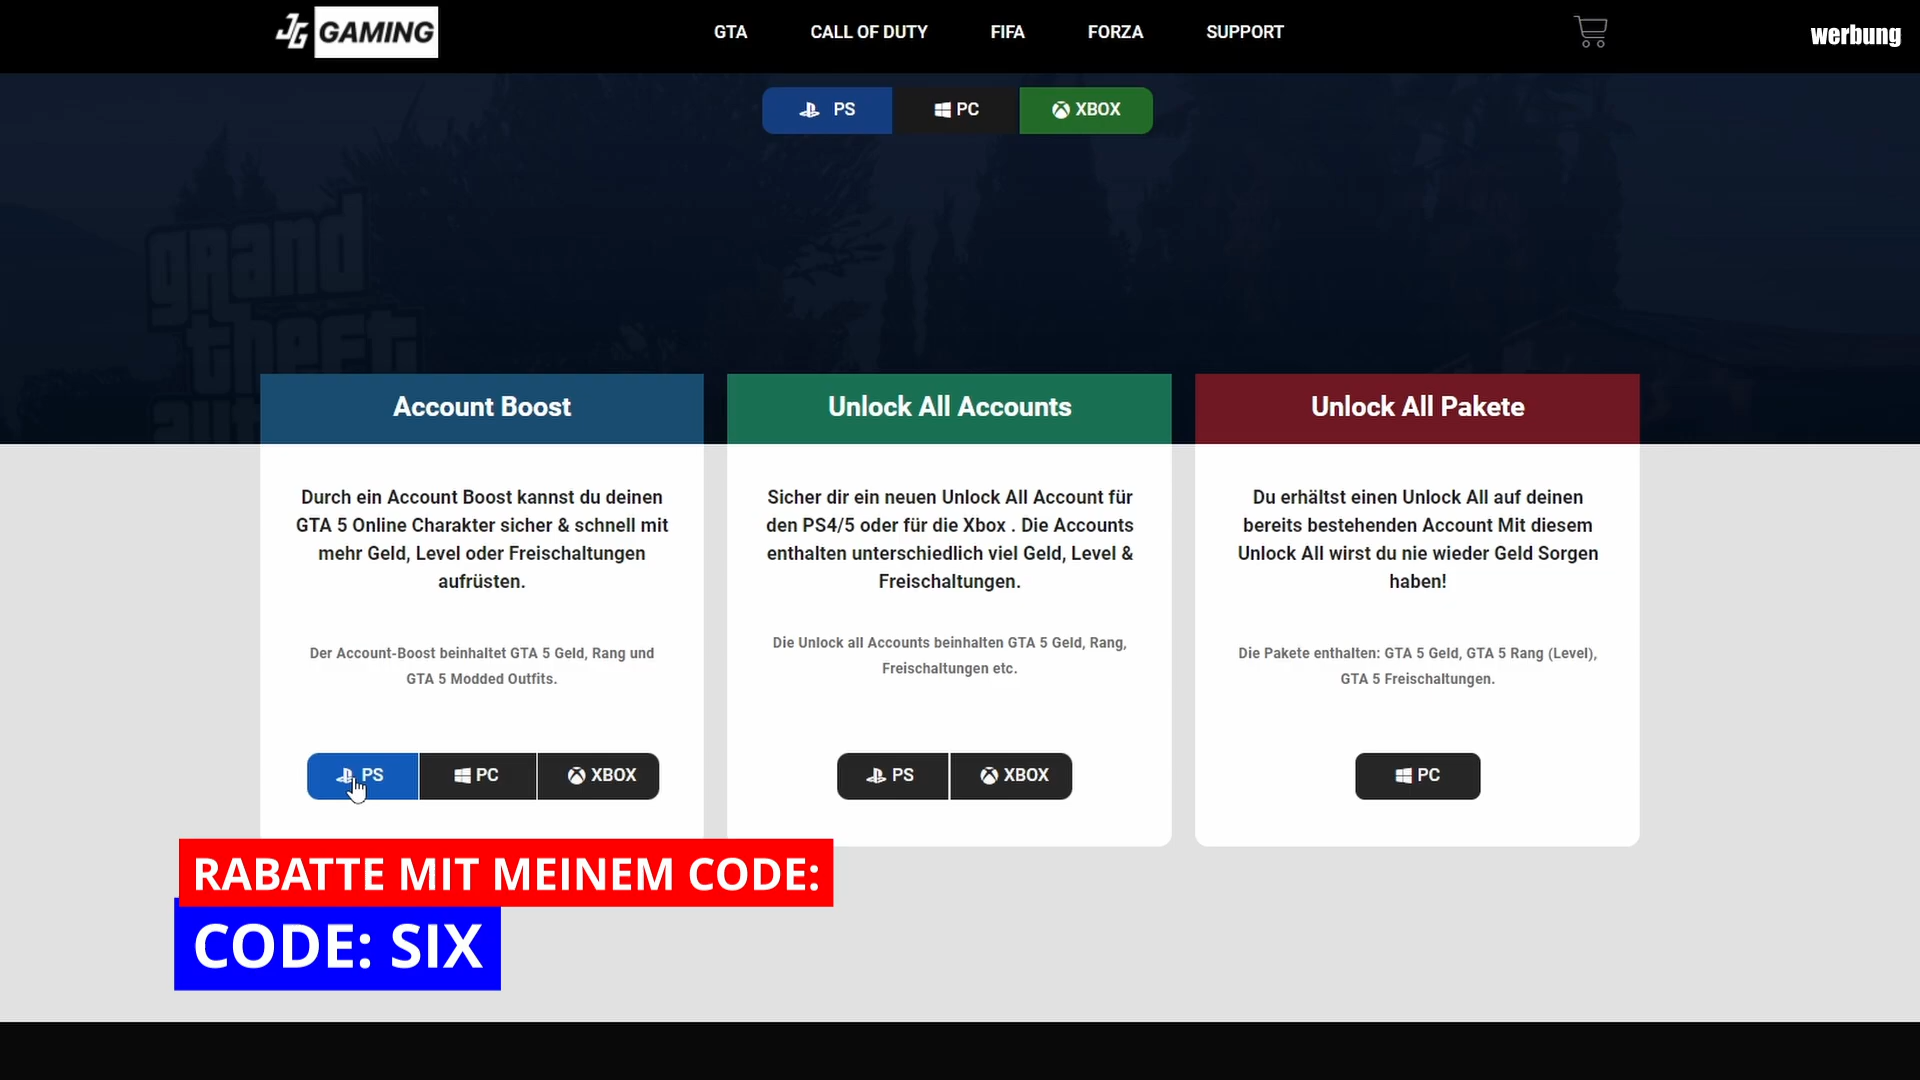 JG GAMING
GTA
CALL OF DUTY
FIFA
FORZA
SUPPORT
werbung
PS
PC
XBOX
grand
theft
auto
Account Boost
Durch ein Account Boost kannst du deinen
GTA 5 Online Charakter sicher & schnell mit
mehr Geld, Level oder Freischaltungen
aufrüsten.
Der Account-Boost beinhaltet GTA 5 Geld, Rang und
GTA 5 Modded Outfits.
PS
PC
XBOX
Unlock All Accounts
Sicher dir ein neuen Unlock All Account für
den PS4/5 oder für die Xbox . Die Accounts
enthalten unterschiedlich viel Geld, Level &
Freischaltungen.
Die Unlock all Accounts beinhalten GTA 5 Geld, Rang,
Freischaltungen etc.
PS
XBOX
Unlock All Pakete
Du erhältst einen Unlock All auf deinen
bereits bestehenden Account Mit diesem
Unlock All wirst du nie wieder Geld Sorgen
haben!
Die Pakete enthalten: GTA 5 Geld, GTA 5 Rang (Level),
GTA 5 Freischaltungen.
PC
RABATTE MIT MEINEM CODE:
CODE: SIX